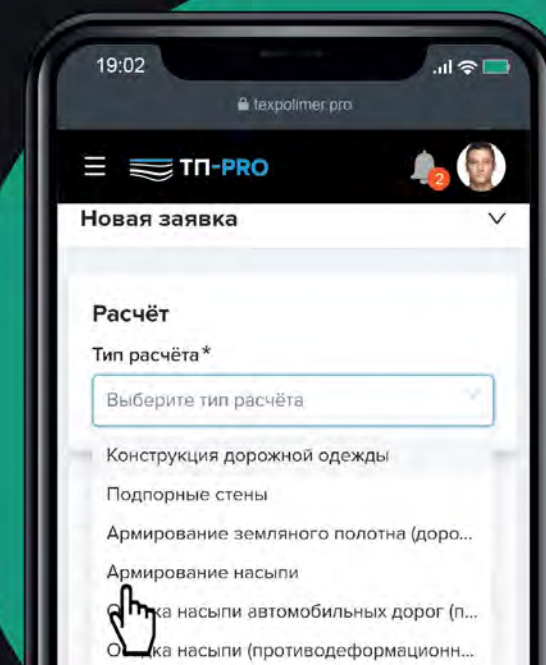 19:02
texpolimer.pro
ТП-PRO
2
Новая заявка
Расчёт
Тип расчёта*
Выберите тип расчёта
Конструкция дорожной одежды
Подпорные стены
Армирование земляного полотна (доро...
Армирование насыпи
насыпи автомобильных дорог (п...
насыпи (противодеформационн...